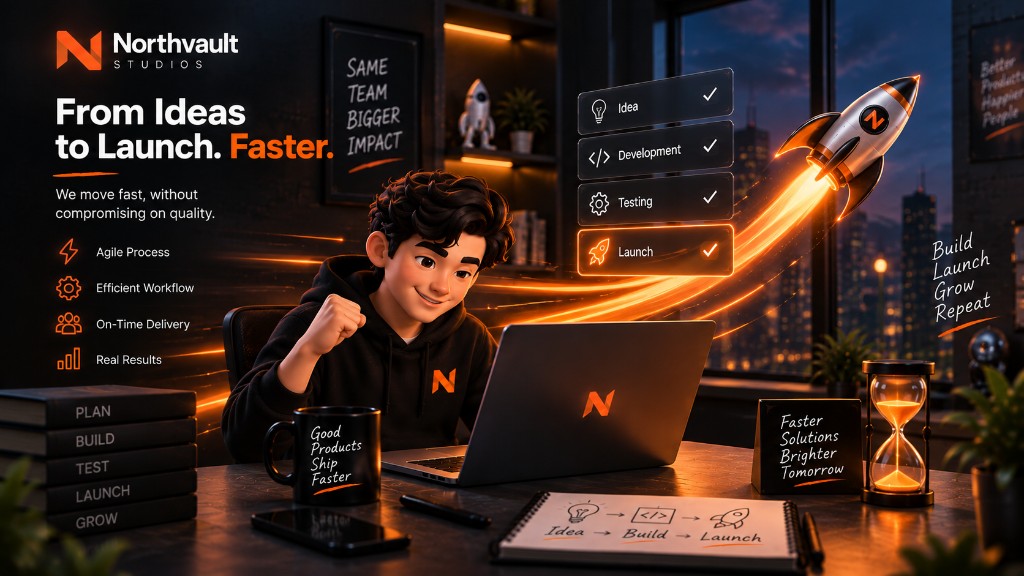 Northvault
STUDIOS
From Ideas
to Launch. Faster.
We move fast, without
compromising on quality.
Agile Process
Efficient Workflow
On-Time Delivery
Real Results
SAME
TEAM
BIGGER
IMPACT
Idea
</> Development
Testing
Launch
Better
Products
Happier
People
Build
Launch
Grow
Repeat
PLAN
BUILD
TEST
LAUNCH
GROW
Good
Products
Ship
Faster
Faster
Solutions
Brighter
Tomorrow
</>
Idea → Build → Launch